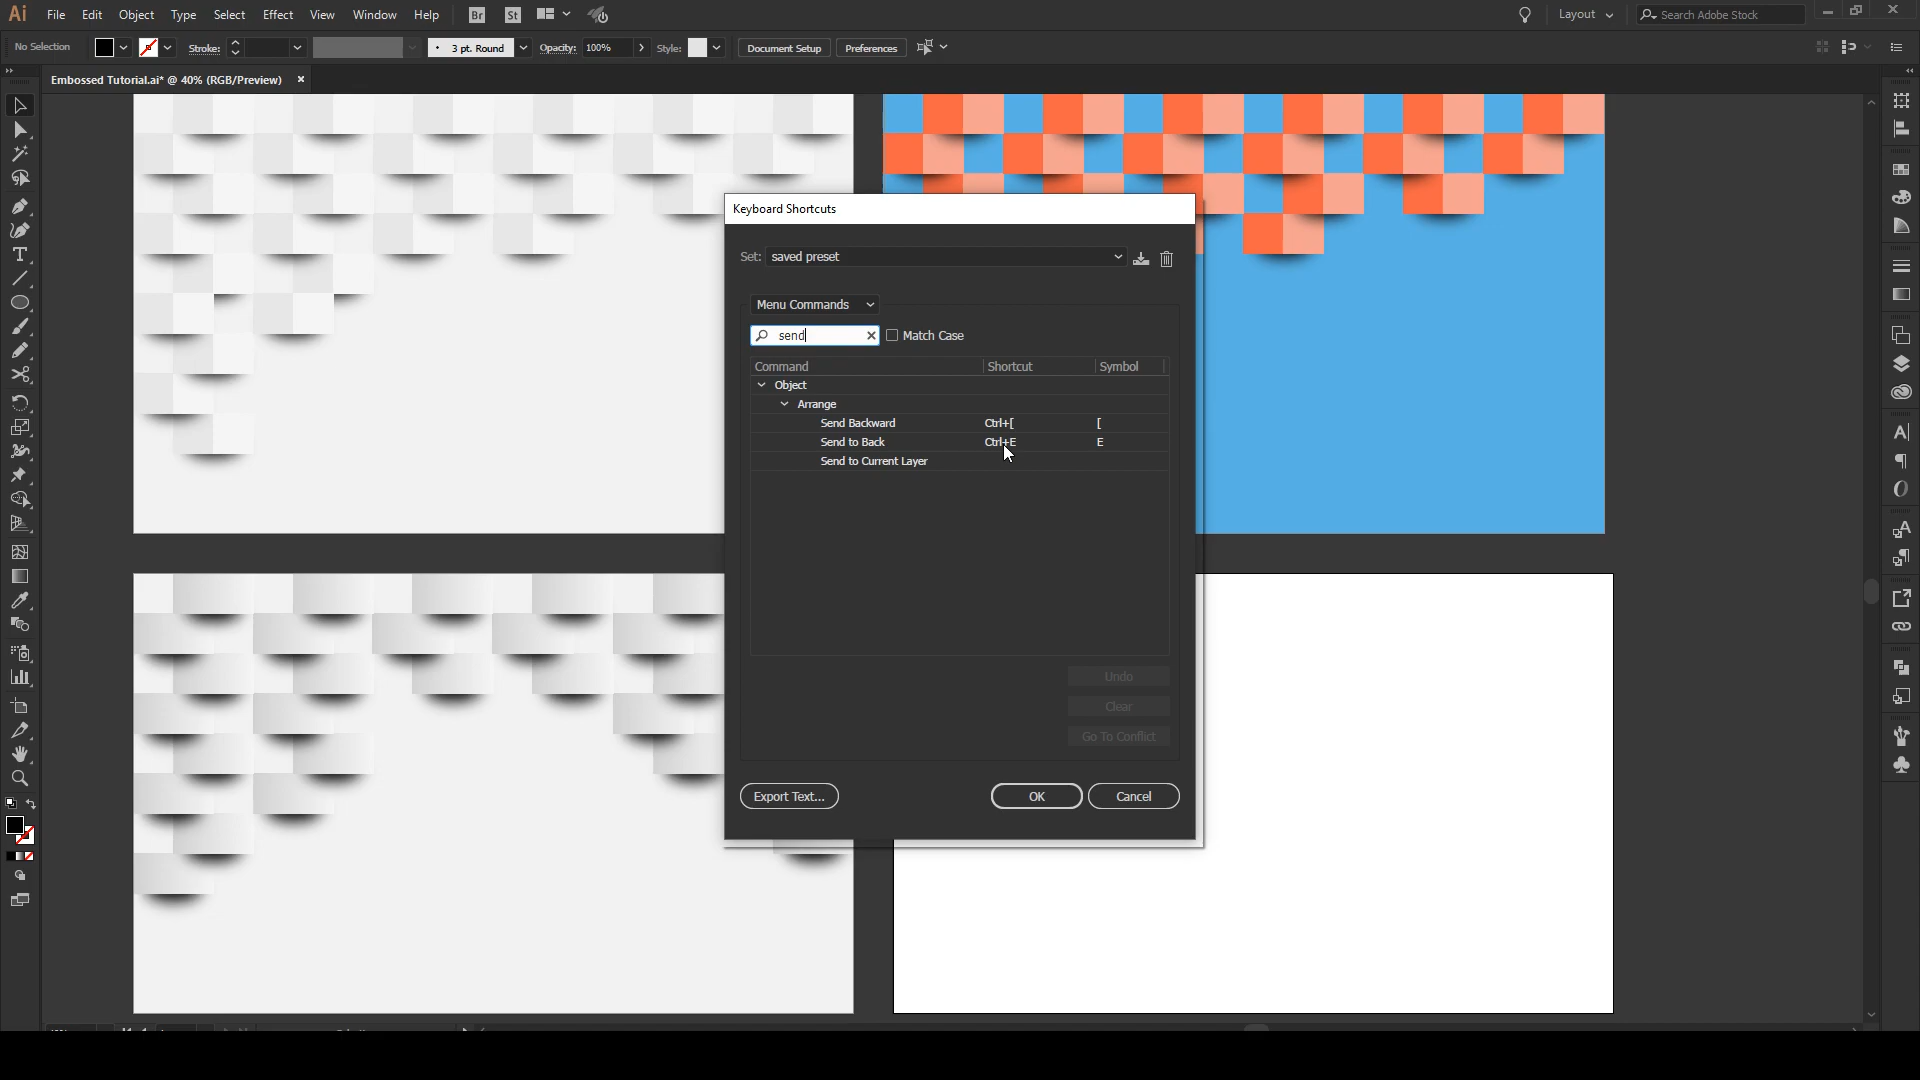 Ai File Edit Object Type Select Effect View Window Help Br St Layout Search Adobe Stock
No Selection Stroke: 3 pt. Round Opacity: 100% Style: Document Setup Preferences
Embossed Tutorial.ai* @ 40% (RGB/Preview)
Keyboard Shortcuts
Set: saved preset
Menu Commands
send Match Case
Command Shortcut Symbol
Object
Arrange
Send Backward Ctrl+[ [
Send to Back Ctrl+E E
Send to Current Layer
Undo
Clear
Go To Conflict
Export Text... OK Cancel